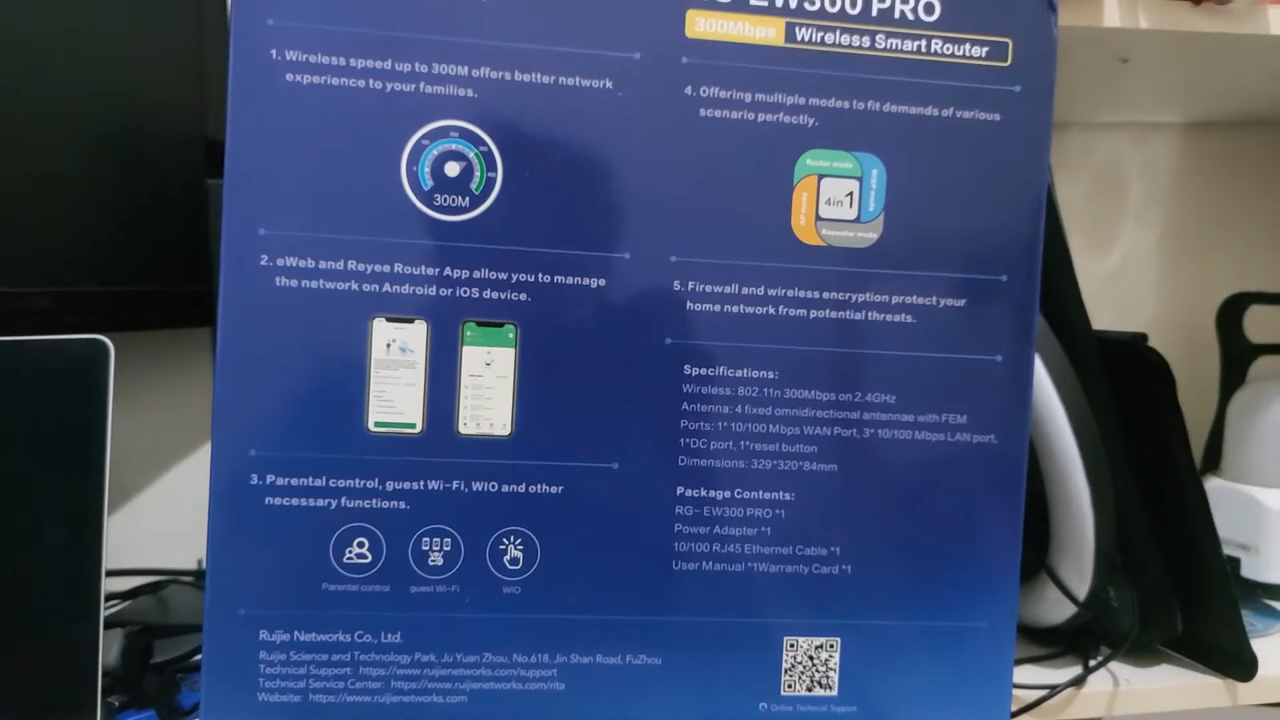 EW300 PRO
300Mbps Wireless Smart Router
1. Wireless speed up to 300M offers better network
experience to your families.
300M
2. eWeb and Reyee Router App allow you to manage
the network on Android or iOS device.
3. Parental control, guest Wi-Fi, WIO and other
necessary functions.
Parental control
guest Wi-Fi
WIO
4. Offering multiple modes to fit demands of various
scenario perfectly.
Router mode
WISP mode
AP mode
4in1
Repeater mode
5. Firewall and wireless encryption protect your
home network from potential threats.
Specifications:
Wireless: 802.11n 300Mbps on 2.4GHz
Antenna: 4 fixed omnidirectional antennae with FEM
Ports: 1* 10/100 Mbps WAN Port, 3* 10/100 Mbps LAN port,
1*DC port, 1*reset button
Dimensions: 329*320*84mm
Package Contents:
RG- EW300 PRO *1
Power Adapter *1
10/100 RJ45 Ethernet Cable *1
User Manual *1Warranty Card *1
Ruijie Networks Co., Ltd.
Ruijie Science and Technology Park, Ju Yuan Zhou, No.618, Jin Shan Road, FuZhou
Technical Support: https://www.ruijienetworks.com/support
Technical Service Center: https://www.ruijienetworks.com/rita
Website: https://www.ruijienetworks.com
Online Technical Support